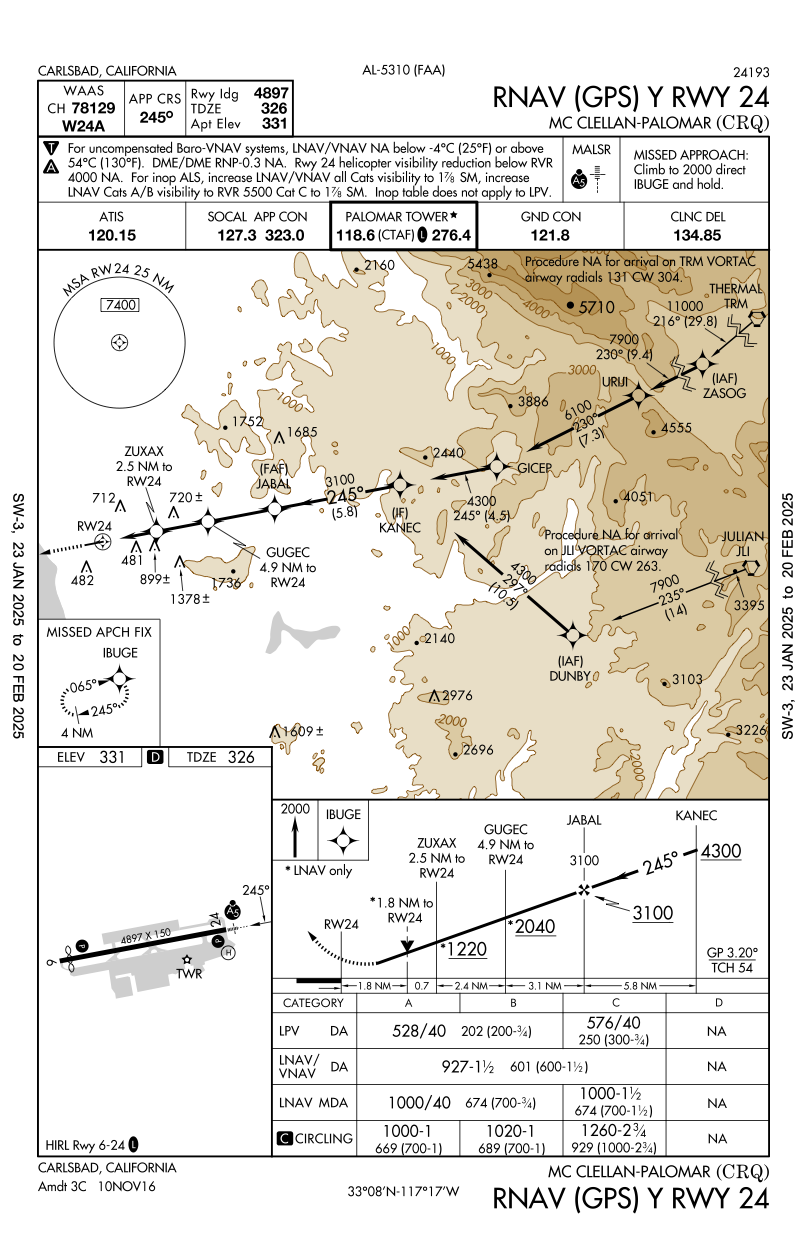 CARLSBAD, CALIFORNIA
AL-5310 (FAA)
24193
WAAS
CH 78129
W24A
APP CRS
245°
Rwy Idg 4897
TDZE 326
Apt Elev 331
RNAV (GPS) Y RWY 24
MC CLELLAN-PALOMAR (CRQ)
T
A
For uncompensated Baro-VNAV systems, LNAV/VNAV NA below -4°C (25°F) or above
54°C (130°F). DME/DME RNP-0.3 NA. Rwy 24 helicopter visibility reduction below RVR
4000 NA. For inop ALS, increase LNAV/VNAV all Cats visibility to 1⅞ SM, increase
LNAV Cats A/B visibility to RVR 5500 Cat C to 1⅞ SM. Inop table does not apply to LPV.
MALSR
A5
MISSED APPROACH:
Climb to 2000 direct
IBUGE and hold.
ATIS
120.15
SOCAL APP CON
127.3 323.0
PALOMAR TOWER★
118.6 (CTAF) L 276.4
GND CON
121.8
CLNC DEL
134.85
MSA RW24 25 NM
7400
2160
5438
3000
2000
4000
5710
Procedure NA for arrival on TRM VORTAC
airway radials 131 CW 304.
THERMAL
TRM
11000
216° (29.8)
7900
230° (9.4)
(IAF)
ZASOG
URIJI
1000
3000
6100
230°
(7.3)
4555
3886
1000
1752
1685
2440
GICEP
ZUXAX
2.5 NM to
RW24
(FAF)
JABAL
3100
245°
(5.8)
(IF)
KANEC
4300
245° (4.5)
4051
712
720±
RW24
481
482
899±
1378±
1736
GUGEC
4.9 NM to
RW24
Procedure NA for arrival
on JLI VORTAC airway
radials 170 CW 263.
JULIAN
JLI
4300
297°
(10.5)
7900
235°
(14)
3395
MISSED APCH FIX
IBUGE
065°
245°
4 NM
1000
2140
(IAF)
DUNBY
2976
2000
2696
3103
3226
2000
1609±
SW-3, 23 JAN 2025 to 20 FEB 2025
SW-3, 23 JAN 2025 to 20 FEB 2025
ELEV 331
D
TDZE 326
245°
24
A5
4897 X 150
P
P
H
6
TWR
HIRL Rwy 6-24 L
2000
IBUGE
*LNAV only
ZUXAX
2.5 NM to
RW24
GUGEC
4.9 NM to
RW24
JABAL
KANEC
3100
245°
4300
*1.8 NM to
RW24
RW24
*1220
*2040
3100
GP 3.20°
TCH 54
1.8 NM
0.7
2.4 NM
3.1 NM
5.8 NM
CATEGORY A B C D
LPV DA 528/40 202 (200-¾) 576/40 250 (300-¾) NA
LNAV/
VNAV DA 927-1½ 601 (600-1½) NA
LNAV MDA 1000/40 674 (700-¾) 1000-1½ 674 (700-1½) NA
C CIRCLING 1000-1 669 (700-1) 1020-1 689 (700-1) 1260-2¾ 929 (1000-2¾) NA
CARLSBAD, CALIFORNIA
Amdt 3C 10NOV16
33°08'N-117°17'W
MC CLELLAN-PALOMAR (CRQ)
RNAV (GPS) Y RWY 24